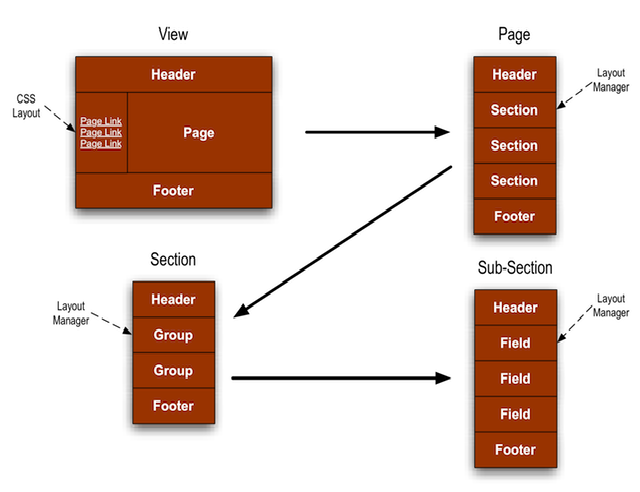 View
Header
CSS
Layout
Page Link
Page Link
Page Link
Page
Footer
Page
Header
Section
Section
Section
Footer
Layout
Manager
Section
Header
Group
Group
Footer
Layout
Manager
Sub-Section
Header
Field
Field
Field
Footer
Layout
Manager